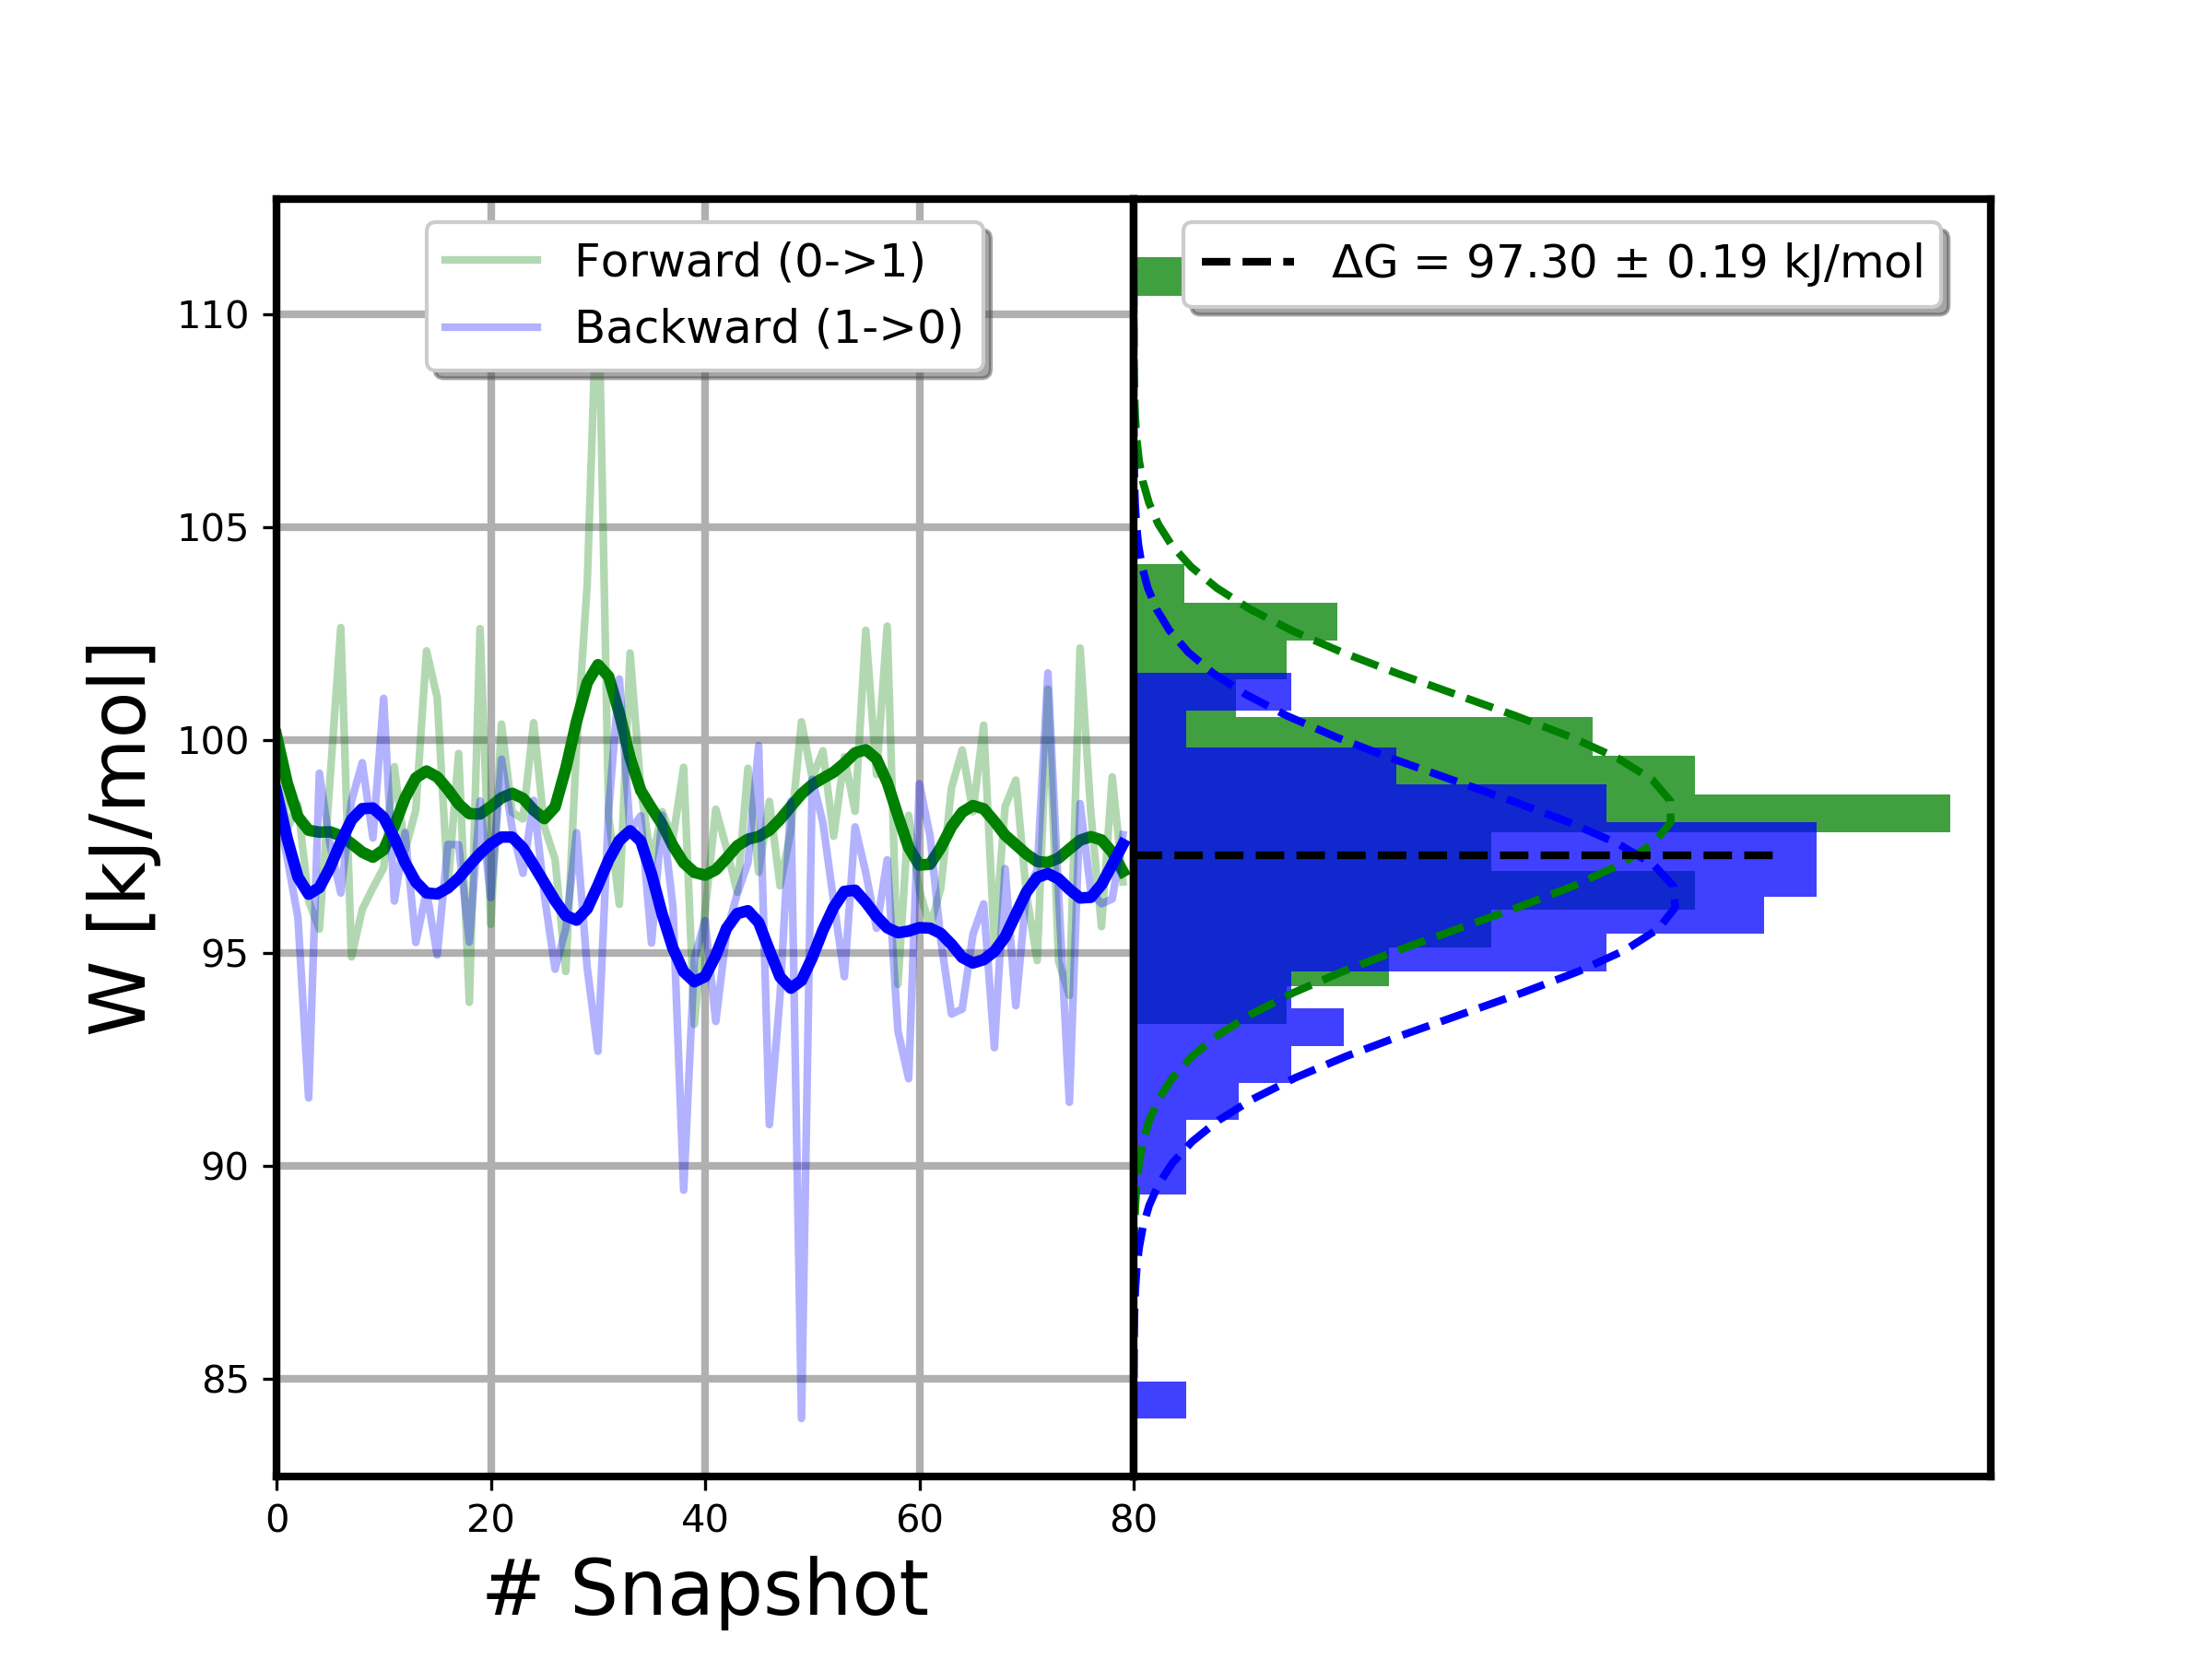 Forward (0->1)
Backward (1->0)
ΔG = 97.30 ± 0.19 kJ/mol
W [kJ/mol]
110
105
100
95
90
85
0 20 40 60 80
# Snapshot